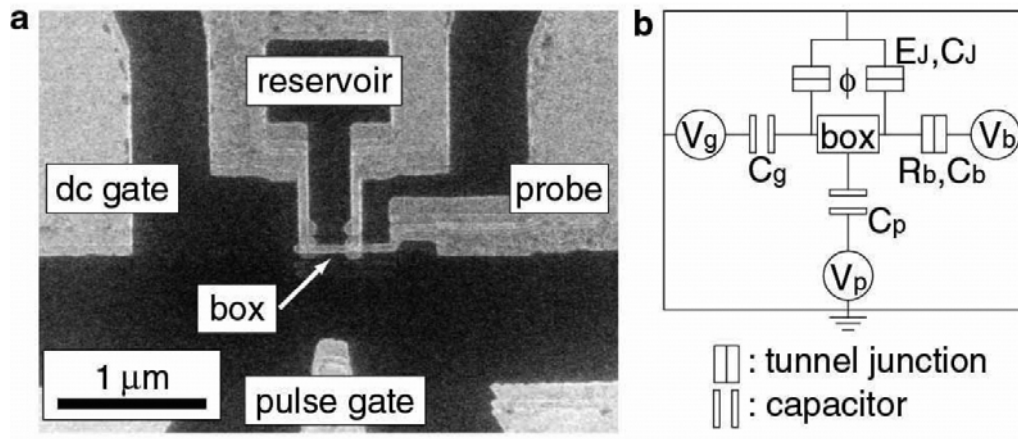 a
reservoir
dc gate
probe
box
1 μm
pulse gate
b
EJ,CJ
ϕ
Vg
box
Vb
Cg
Rb,Cb
Cp
Vp
: tunnel junction
: capacitor